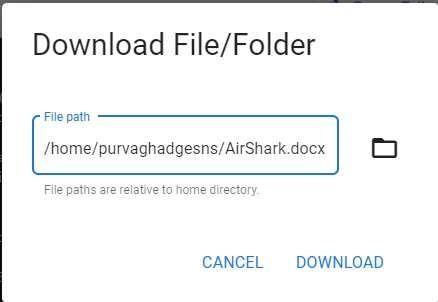 Download File/Folder
File path
/home/purvaghadgesns/AirShark.docx
File paths are relative to home directory.
CANCEL DOWNLOAD